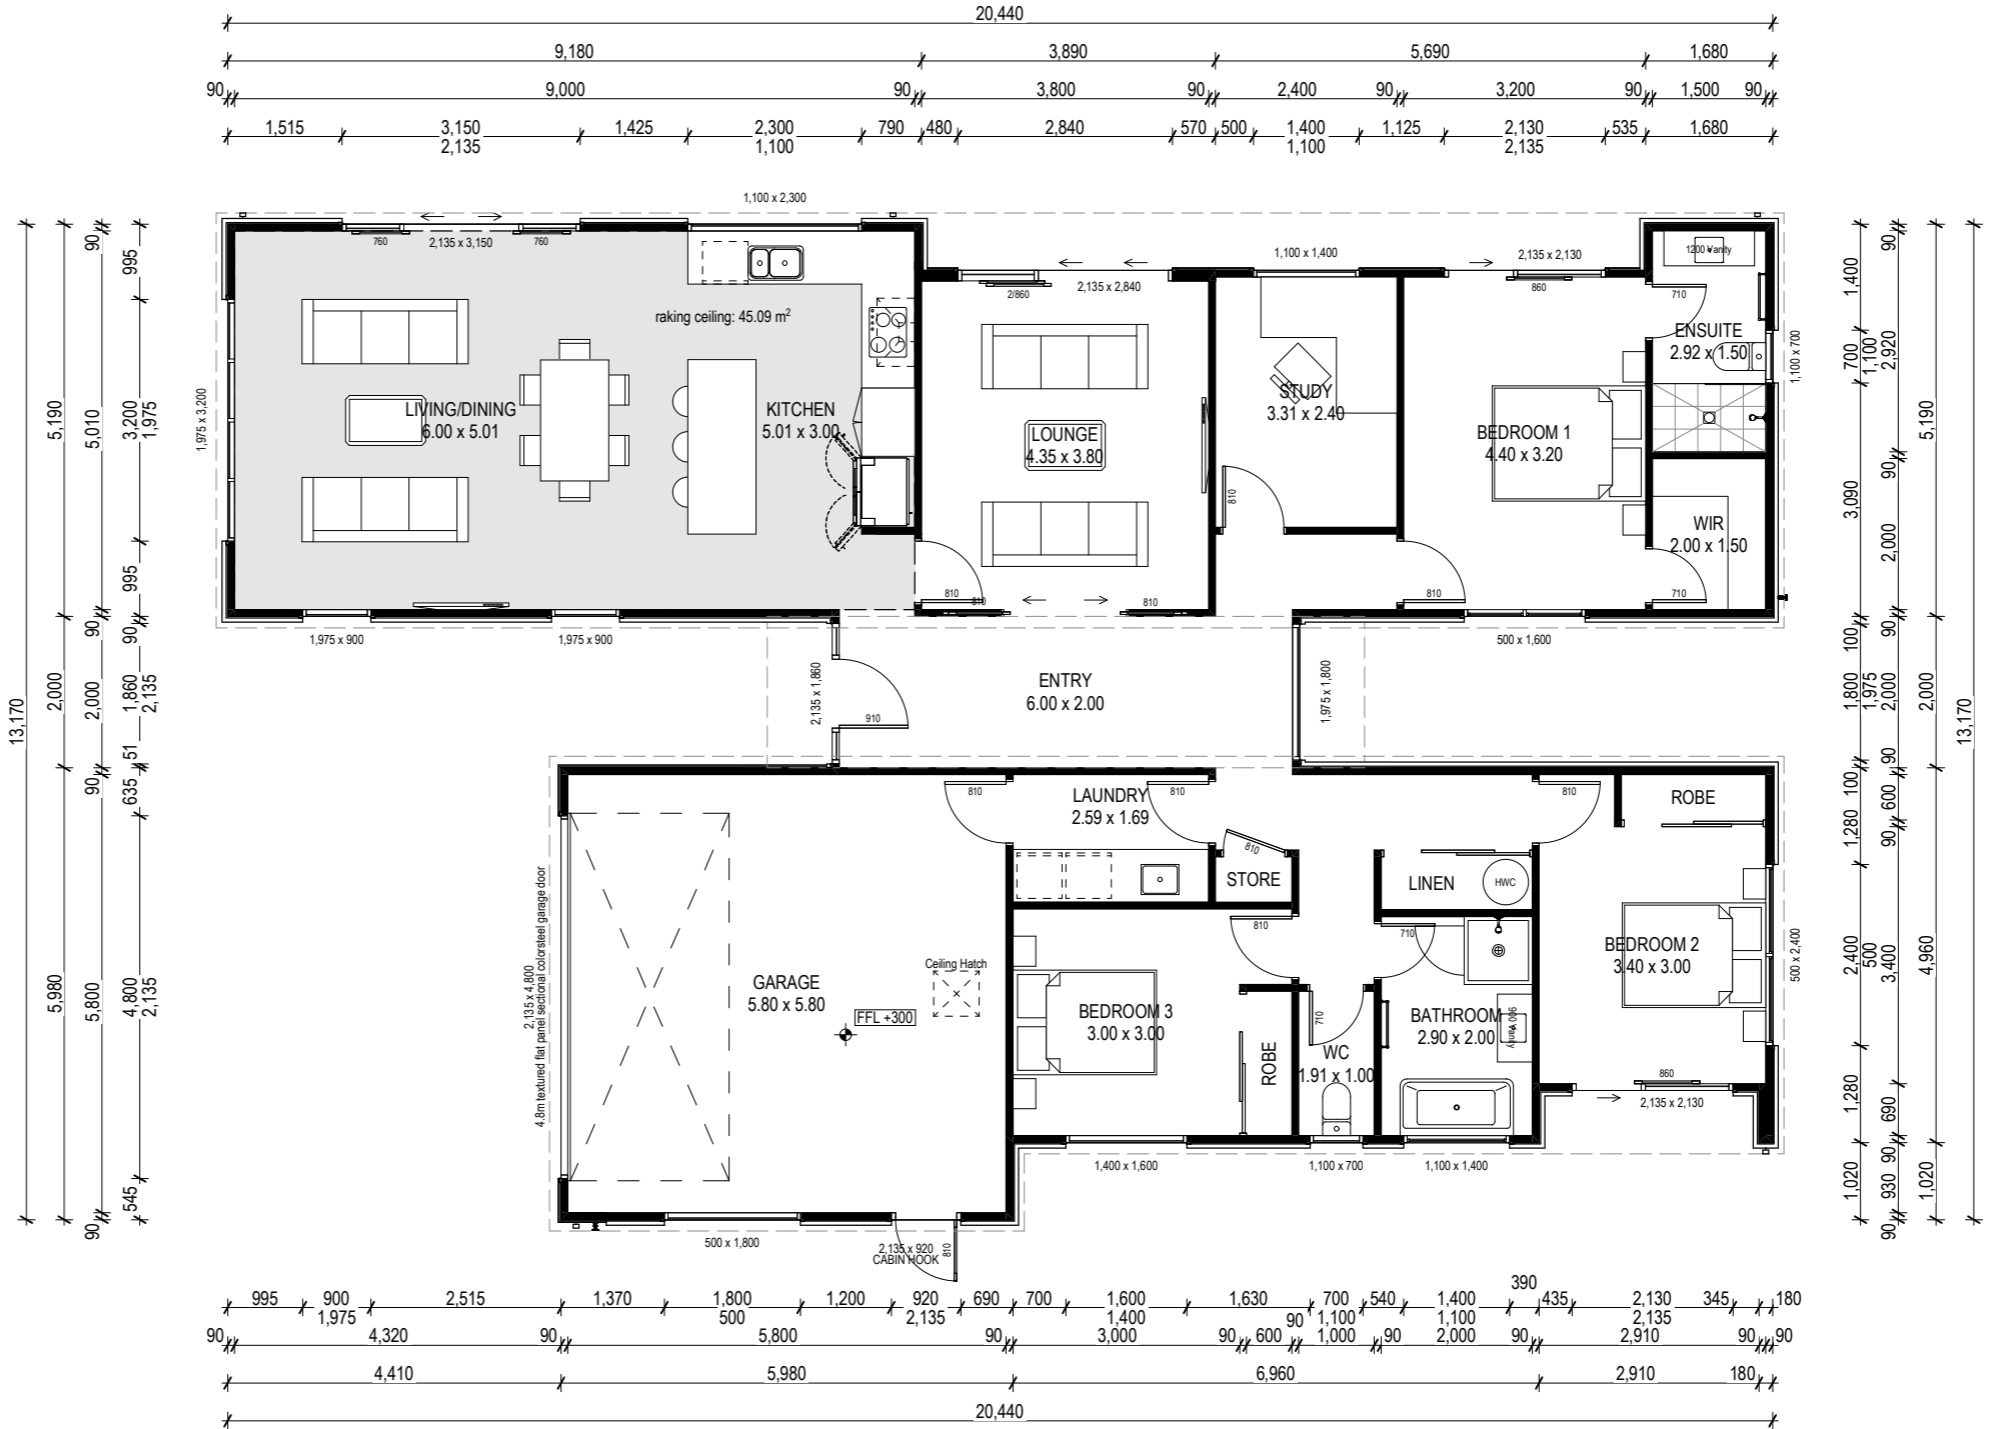 20,440
9,180 3,890 5,690 1,680
90 9,000 90 3,800 90 2,400 90 3,200 90 1,500 90
1,515 3,150 1,425 2,300 790 480 2,840 570 500 1,400 1,125 2,130 535 1,680
2,135 1,100 1,100 2,135
1,100 x 2,300
760
2,135 x 3,150
760
2/860
2,135 x 2,840
1,100 x 1,400
2,135 x 2,130
860
1200 Vanity
710
raking ceiling: 45.09 m²
ENSUITE
2.92 x 1.50
1,100 x 700
1,975 x 3,200
LIVING/DINING
6.00 x 5.01
KITCHEN
5.01 x 3.00
LOUNGE
4.35 x 3.80
STUDY
3.31 x 2.40
810
BEDROOM 1
4.40 x 3.20
WIR
2.00 x 1.50
810
810
810
810
710
1,975 x 900
1,975 x 900
500 x 1,600
2,135 x 1,860
910
ENTRY
6.00 x 2.00
1,975 x 1,800
810
LAUNDRY
2.59 x 1.69
810
810
ROBE
810
STORE
LINEN
HWC
2,135 x 4,800
4.8m textured flat panel sectional colorsteel garage door
GARAGE
5.80 x 5.80
Ceiling Hatch
FFL +300
810
710
BEDROOM 2
3.40 x 3.00
500 x 2,400
BEDROOM 3
3.00 x 3.00
ROBE
710
WC
1.91 x 1.00
BATHROOM
2.90 x 2.00
900 Vanity
860
2,135 x 2,130
1,400 x 1,600
1,100 x 700
1,100 x 1,400
500 x 1,800
2,135 x 920
CABIN HOOK
810
13,170
5,190 2,000 5,980
90 5,010 90 2,000 90 5,800 90
995 3,200 995 90 1,860 51 635 4,800 545
1,975 2,135 2,135
1,400 700 3,090 100 1,800 100 1,280 2,400 1,280 1,020
1,100 1,975 500
90 2,920 90 2,000 90 2,000 90 600 90 3,400 690 90 930 90
5,190 2,000 4,960 1,020
13,170
390
995 900 2,515 1,370 1,800 1,200 920 690 700 1,600 1,630 700 540 1,400 435 2,130 345 180
1,975 500 2,135 1,400 1,100 1,100 2,135
90 4,320 90 5,800 90 3,000 90 600 90 1,000 90 2,000 90 2,910 90 90
4,410 5,980 6,960 2,910 180
20,440